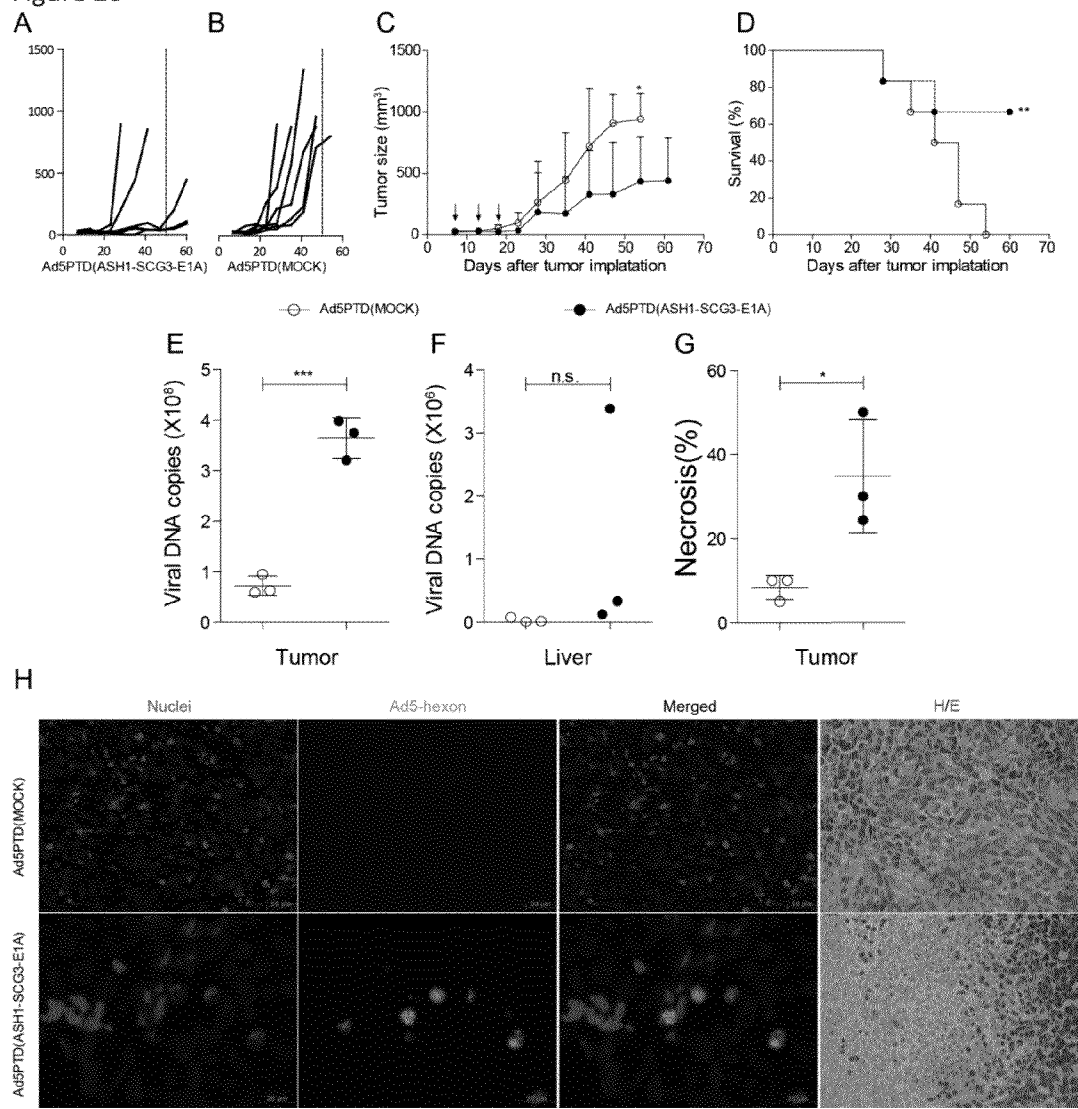 A
B
C
D
1500
1000
500
0
0
20
40
60
Ad5PTD(ASH1-SCG3-E1A)
0
20
40
60
Ad5PTD(MOCK)
Tumor size (mm³)
1500
1000
500
0
*
0
10
20
30
40
50
60
70
Days after tumor implatation
Survival (%)
100
80
60
40
20
0
**
0
10
20
30
40
50
60
70
Days after tumor implatation
Ad5PTD(MOCK)
Ad5PTD(ASH1-SCG3-E1A)
E
Viral DNA copies (X10⁸)
5
4
3
2
1
0
***
Tumor
F
Viral DNA copies (X10⁶)
4
3
2
1
0
n.s.
Liver
G
Necrosis(%)
60
40
20
0
*
Tumor
H
Nuclei
Ad5-hexon
Merged
H/E
Ad5PTD(MOCK)
Ad5PTD(ASH1-SCG3-E1A)